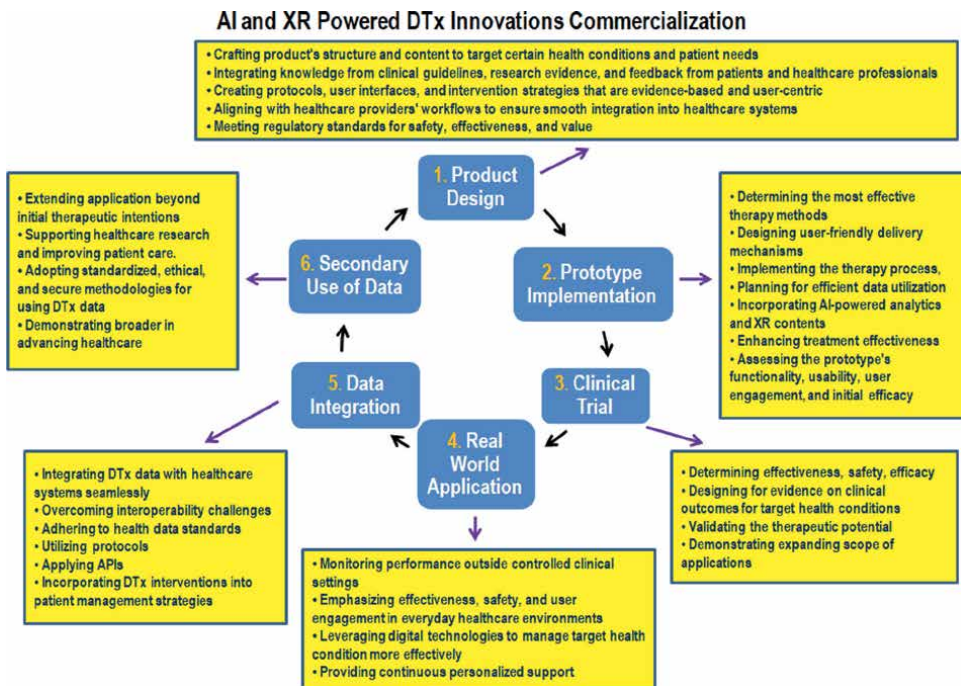 AI and XR Powered DTx Innovations Commercialization
• Crafting product's structure and content to target certain health conditions and patient needs
• Integrating knowledge from clinical guidelines, research evidence, and feedback from patients and healthcare professionals
• Creating protocols, user interfaces, and intervention strategies that are evidence-based and user-centric
• Aligning with healthcare providers' workflows to ensure smooth integration into healthcare systems
• Meeting regulatory standards for safety, effectiveness, and value
1. Product
Design
2. Prototype
Implementation
• Determining the most effective
therapy methods
• Designing user-friendly delivery
mechanisms
• Implementing the therapy process,
• Planning for efficient data utilization
• Incorporating AI-powered analytics
and XR contents
• Enhancing treatment effectiveness
• Assessing the prototype's
functionality, usability, user
engagement, and initial efficacy
3. Clinical
Trial
• Determining effectiveness, safety, efficacy
• Designing for evidence on clinical
outcomes for target health conditions
• Validating the therapeutic potential
• Demonstrating expanding scope of
applications
4. Real
World
Application
• Monitoring performance outside controlled clinical
settings
• Emphasizing effectiveness, safety, and user
engagement in everyday healthcare environments
• Leveraging digital technologies to manage target health
condition more effectively
• Providing continuous personalized support
5. Data
Integration
• Integrating DTx data with healthcare
systems seamlessly
• Overcoming interoperability challenges
• Adhering to health data standards
• Utilizing protocols
• Applying APIs
• Incorporating DTx interventions into
patient management strategies
6. Secondary
Use of Data
• Extending application beyond
initial therapeutic intentions
• Supporting healthcare research
and improving patient care.
• Adopting standardized, ethical,
and secure methodologies for
using DTx data
• Demonstrating broader in
advancing healthcare